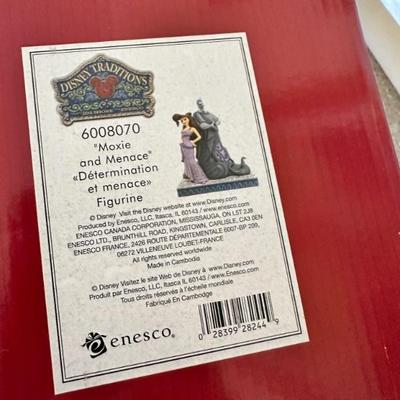 DISNEY TRADITIONS
6008070
"Moxie
and Menace"
«Détermination
et menace»
Figurine
© Disney Visit the Disney website at www.Disney.com
Produced by Enesco, LLC, Itasca, IL 60143 / www.enesco.com
ENESCO CANADA CORPORATION, MISSISSAUGA, ON L5T 2J8
ENESCO LTD., BRUNTHILL ROAD, KINGSTOWN, CARLISLE, CA3 0EN
ENESCO FRANCE, 2426 ROUTE DÉPARTEMENTALE 6007-BP 209,
06272 VILLENEUVE LOUBET-FRANCE
All rights reserved worldwide
Made in Cambodia
© Disney Visitez le site Web de Disney à www.Disney.com
Produit par Enesco, LLC, Itasca, IL 60143 / www.enesco.com
Tous droits réservés à l'échelle mondiale
Fabriqué En Cambodge
enesco.
0 28399 28244 9